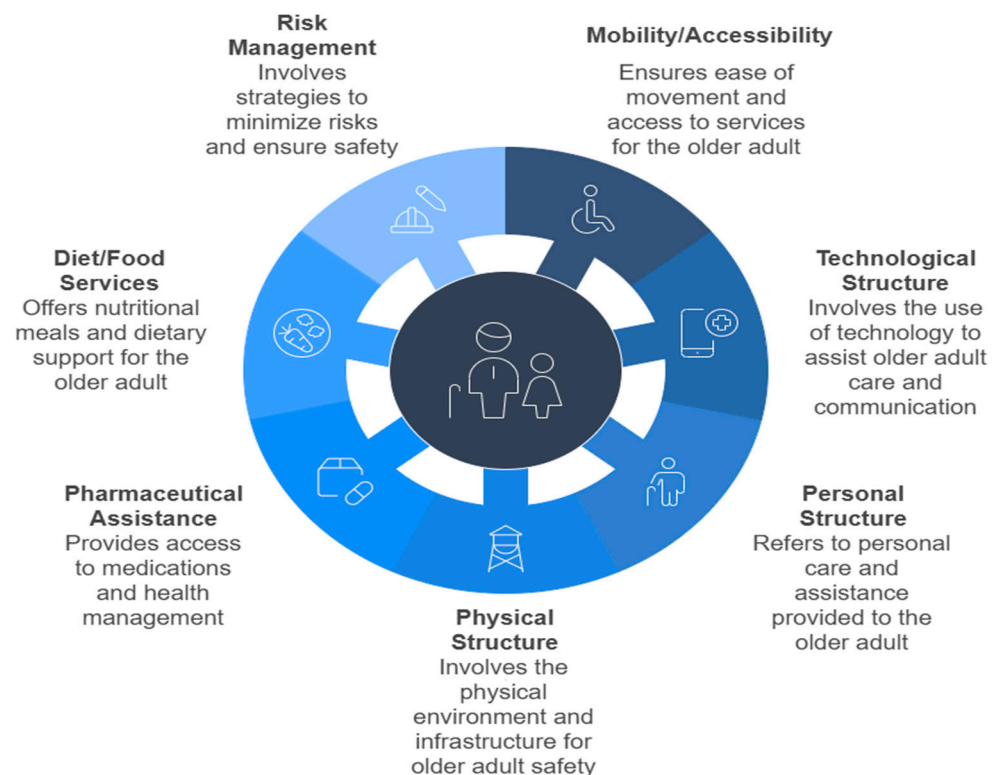 Risk
Management
Involves
strategies to
minimize risks
and ensure safety
Mobility/Accessibility
Ensures ease of
movement and
access to services
for the older adult
Technological
Structure
Involves the use
of technology to
assist older adult
care and
communication
Personal
Structure
Refers to personal
care and
assistance
provided to the
older adult
Physical
Structure
Involves the
physical
environment and
infrastructure for
older adult safety
Pharmaceutical
Assistance
Provides access
to medications
and health
management
Diet/Food
Services
Offers nutritional
meals and dietary
support for the
older adult